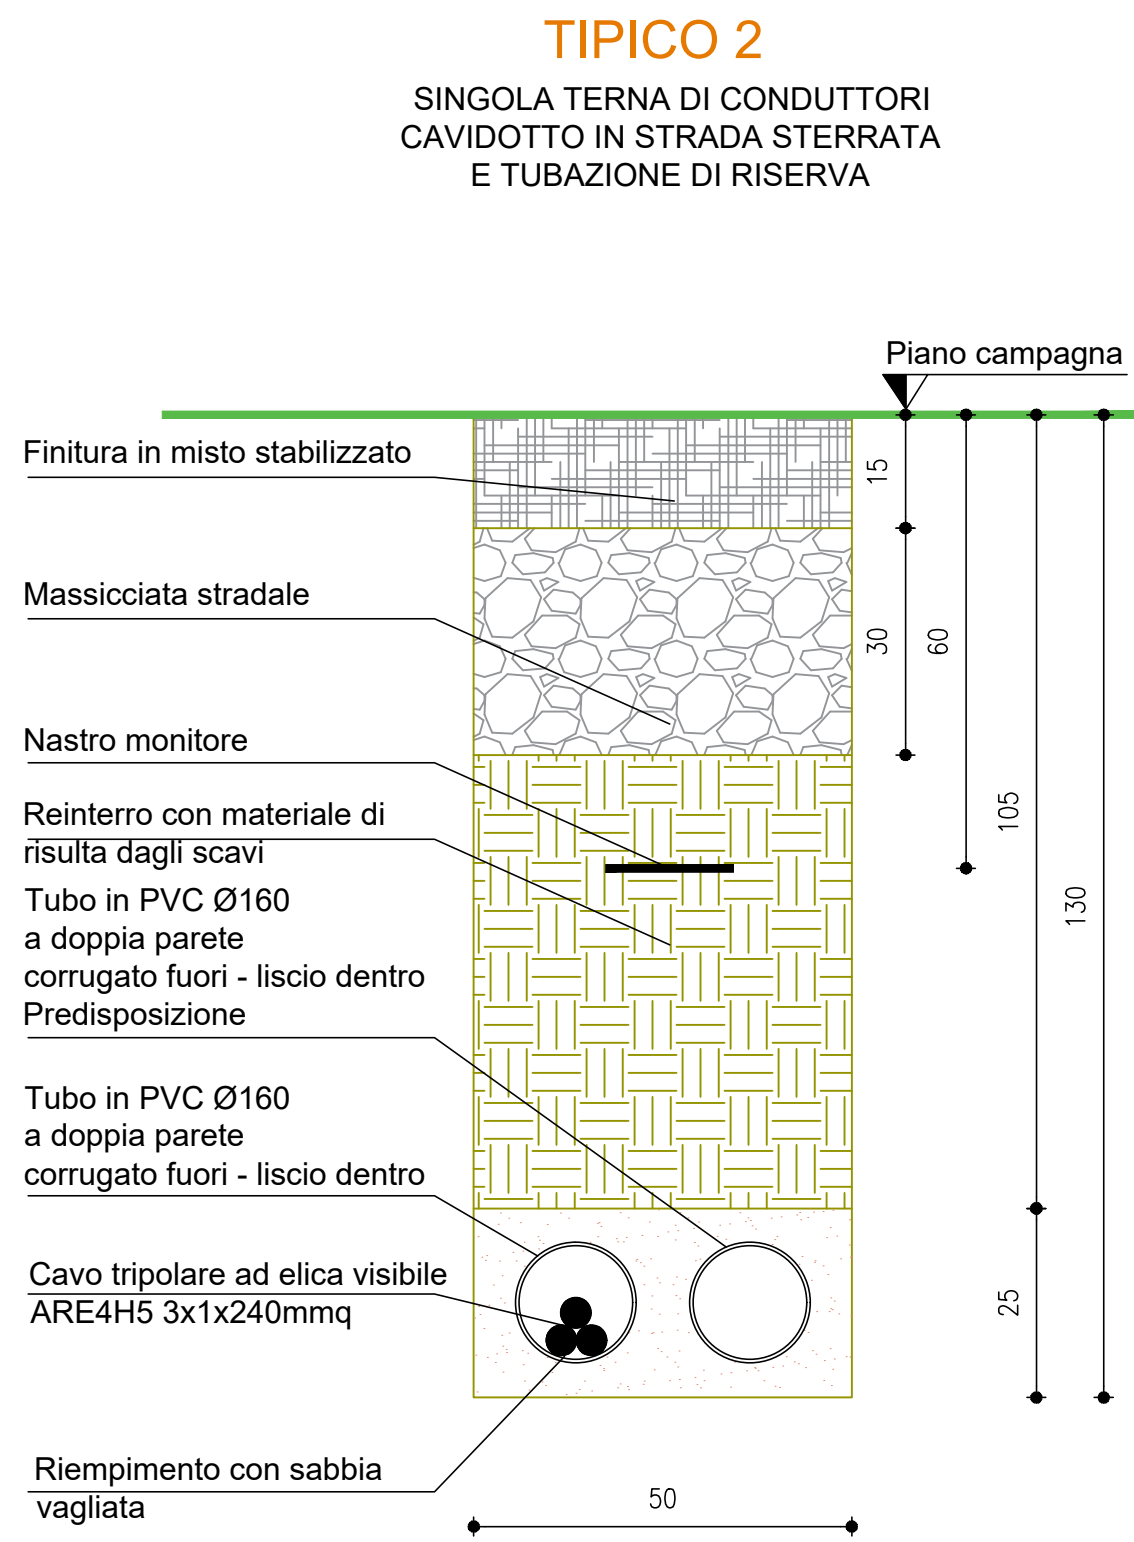 TIPICO 2
SINGOLA TERNA DI CONDUTTORI
CAVIDOTTO IN STRADA STERRATA
E TUBAZIONE DI RISERVA
Piano campagna
Finitura in misto stabilizzato
15
Massicciata stradale
30
60
Nastro monitore
Reinterro con materiale di
risulta dagli scavi
105
130
Tubo in PVC Ø160
a doppia parete
corrugato fuori - liscio dentro
Predisposizione
Tubo in PVC Ø160
a doppia parete
corrugato fuori - liscio dentro
Cavo tripolare ad elica visibile
ARE4H5 3x1x240mmq
25
Riempimento con sabbia
vagliata
50